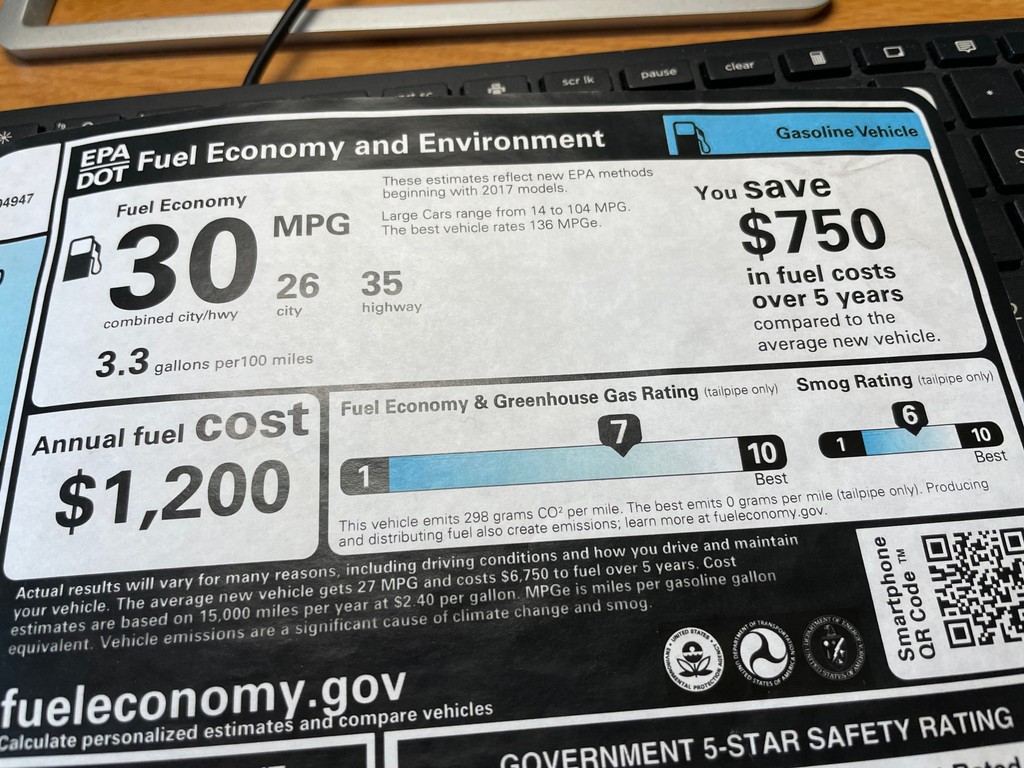 scr lk
pause
clear
04947
EPA
DOT
Fuel Economy and Environment
Gasoline Vehicle
Fuel Economy
30 MPG
combined city/hwy
26
city
35
highway
3.3 gallons per100 miles
These estimates reflect new EPA methods
beginning with 2017 models.
Large Cars range from 14 to 104 MPG.
The best vehicle rates 136 MPGe.
You save
$750
in fuel costs
over 5 years
compared to the
average new vehicle.
Annual fuel cost
$1,200
Fuel Economy & Greenhouse Gas Rating (tailpipe only)
7
1
10
Best
Smog Rating (tailpipe only)
6
1
10
Best
This vehicle emits 298 grams CO² per mile. The best emits 0 grams per mile (tailpipe only). Producing
and distributing fuel also create emissions; learn more at fueleconomy.gov.
Actual results will vary for many reasons, including driving conditions and how you drive and maintain
your vehicle. The average new vehicle gets 27 MPG and costs $6,750 to fuel over 5 years. Cost
estimates are based on 15,000 miles per year at $2.40 per gallon. MPGe is miles per gasoline gallon
equivalent. Vehicle emissions are a significant cause of climate change and smog.
Smartphone
QR Code ™
fueleconomy.gov
Calculate personalized estimates and compare vehicles
GOVERNMENT 5-STAR SAFETY RATING